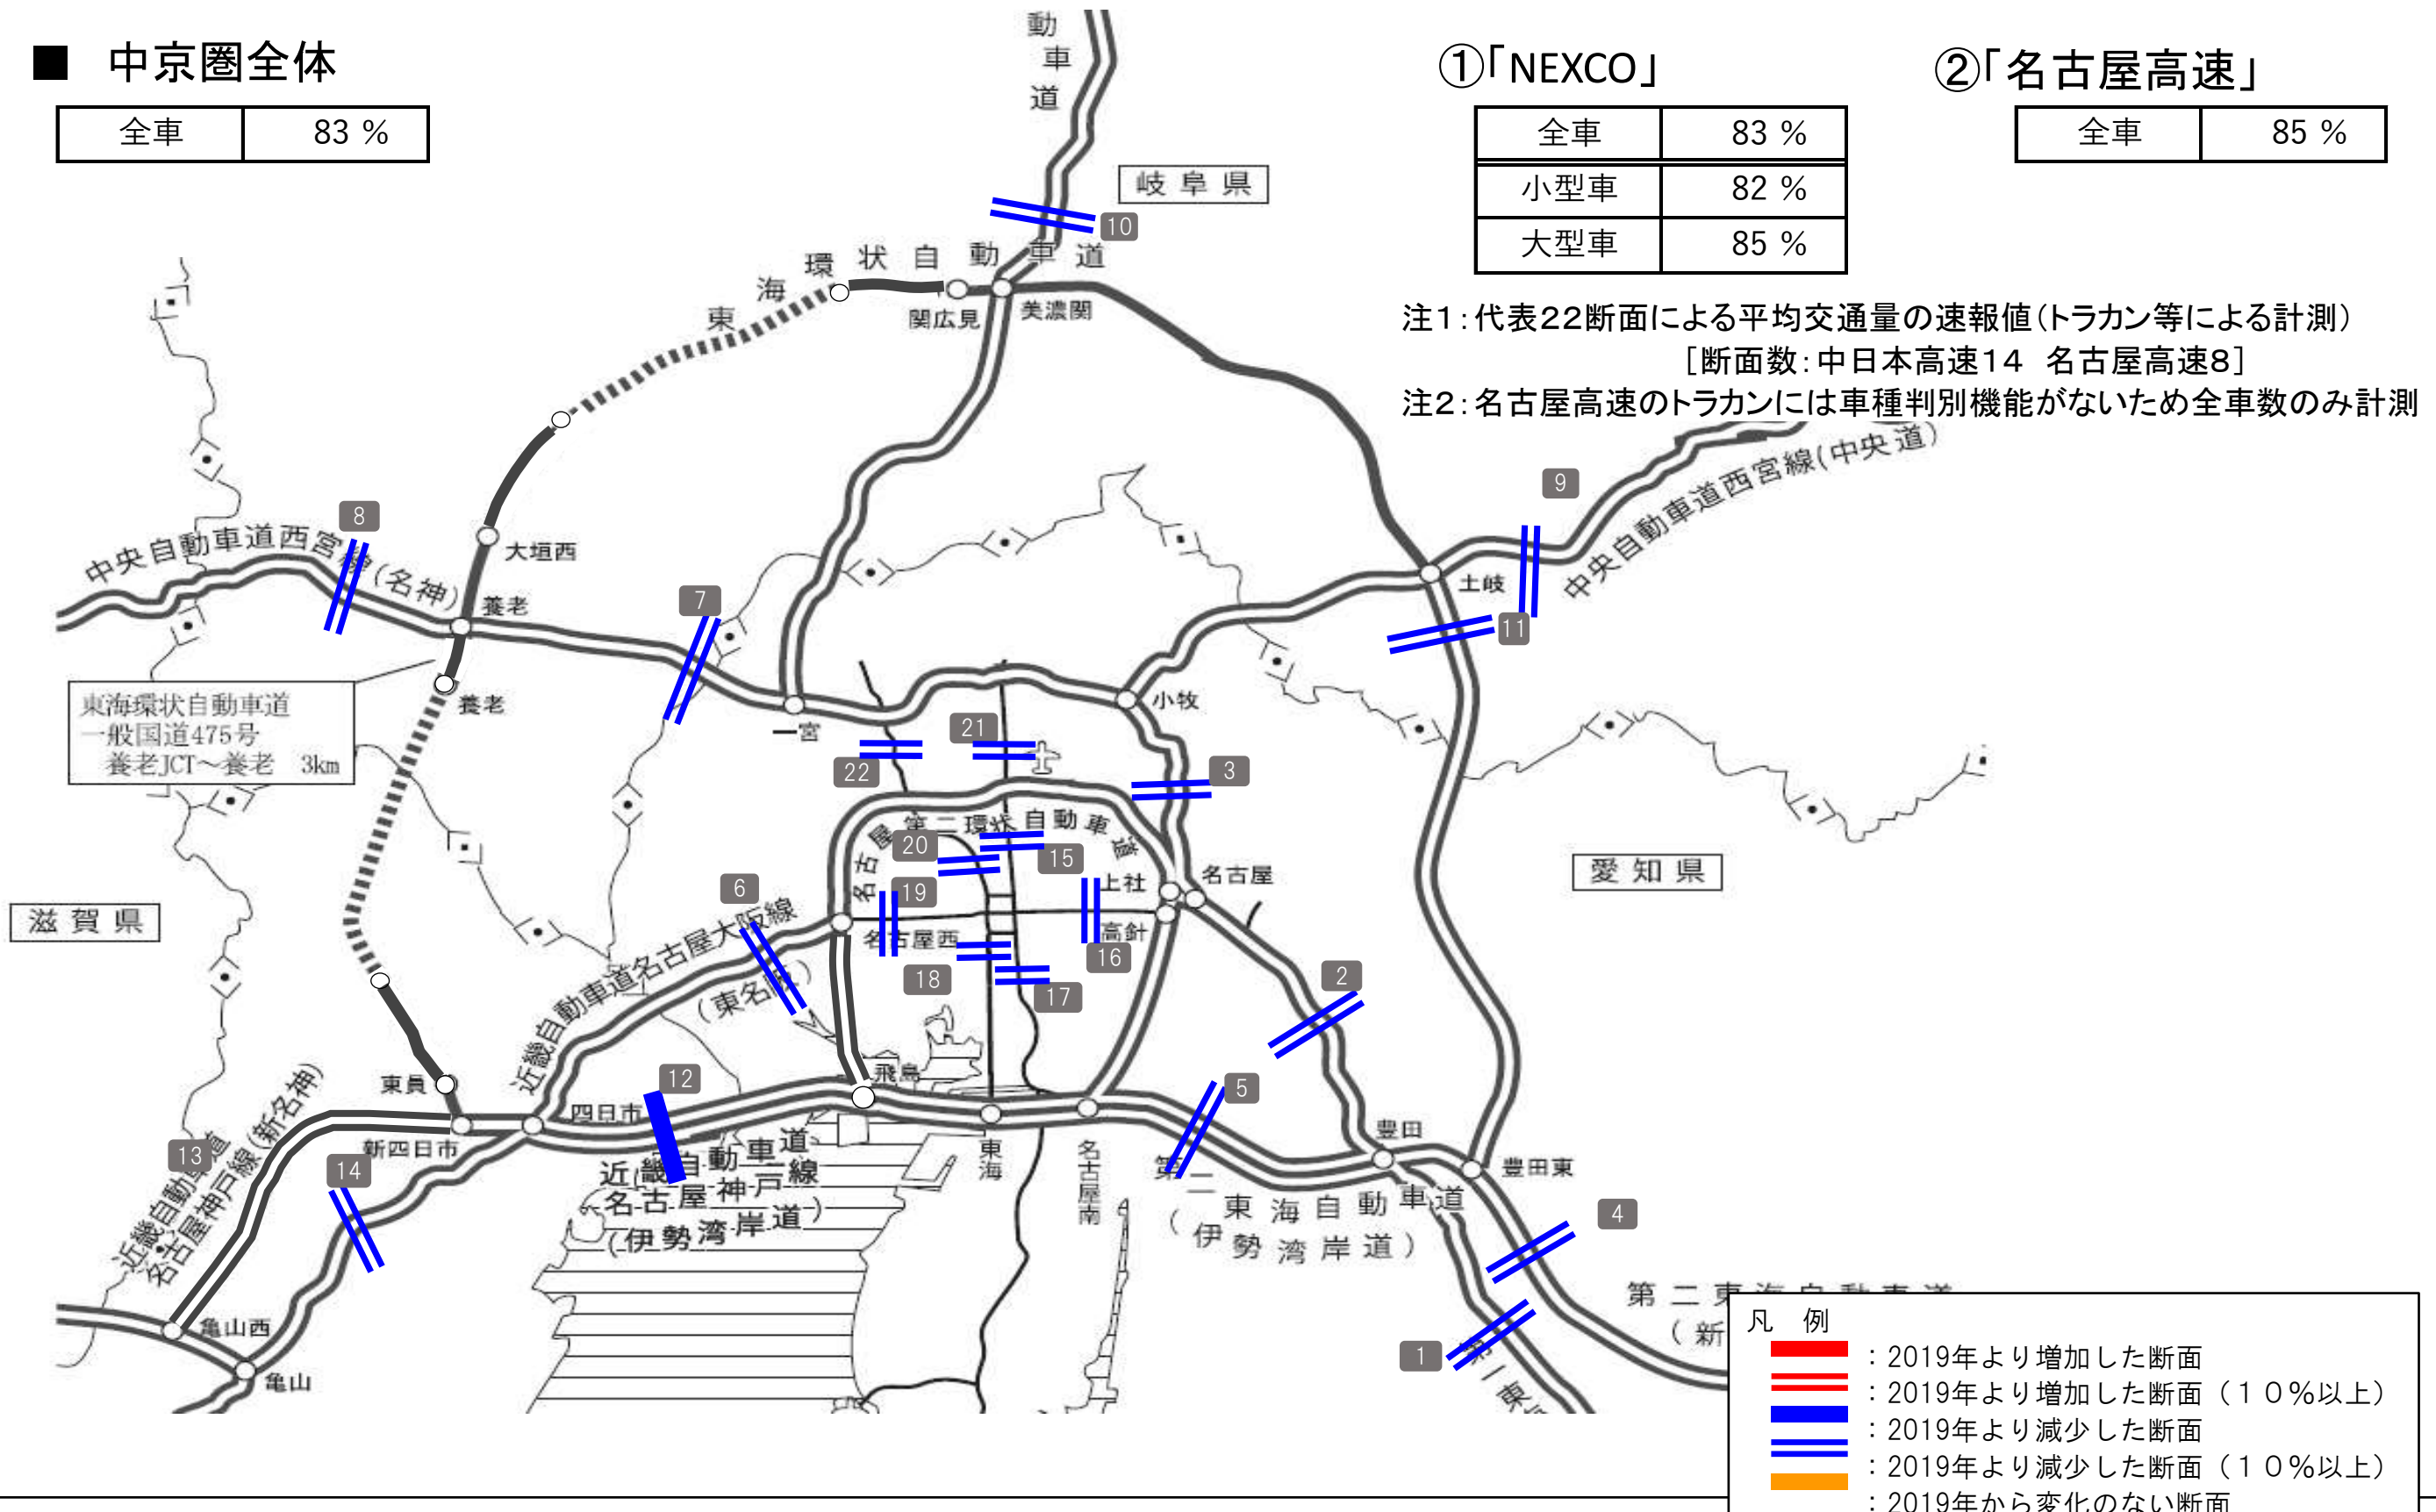 ■ 中京圏全体
全車 83 %
①「NEXCO」
全車 83 %
小型車 82 %
大型車 85 %
②「名古屋高速」
全車 85 %
注1：代表22断面による平均交通量の速報値（トラカン等による計測）
［断面数：中日本高速14 名古屋高速8］
注2：名古屋高速のトラカンには車種判別機能がないため全車数のみ計測
動車道
岐阜県
10
東海環状自動車道
関広見
美濃関
9
中央自動車道西宮線(中央道)
8
中央自動車道西宮線(名神)
大垣西
養老
7
土岐
11
養老
東海環状自動車道
一般国道475号
養老JCT～養老 3km
一宮
小牧
21
22
3
名古屋第二環状自動車道
20
15
上社
名古屋
愛知県
19
6
滋賀県
名古屋西
高針
16
近畿自動車道名古屋大阪線
(東名阪)
18
17
2
飛島
東員
12
四日市
5
新四日市
13
14
近畿自動車道
名古屋神戸線(新名神)
近畿自動車道
名古屋神戸線
(伊勢湾岸道)
東海
名古屋南
豊田
豊田東
第二東海自動車道
(伊勢湾岸道)
4
亀山西
亀山
1
第一東
第二東海自動車道
(新
凡 例
：2019年より増加した断面
：2019年より増加した断面（１０%以上）
：2019年より減少した断面
：2019年より減少した断面（１０%以上）
：2019年から変化のない断面